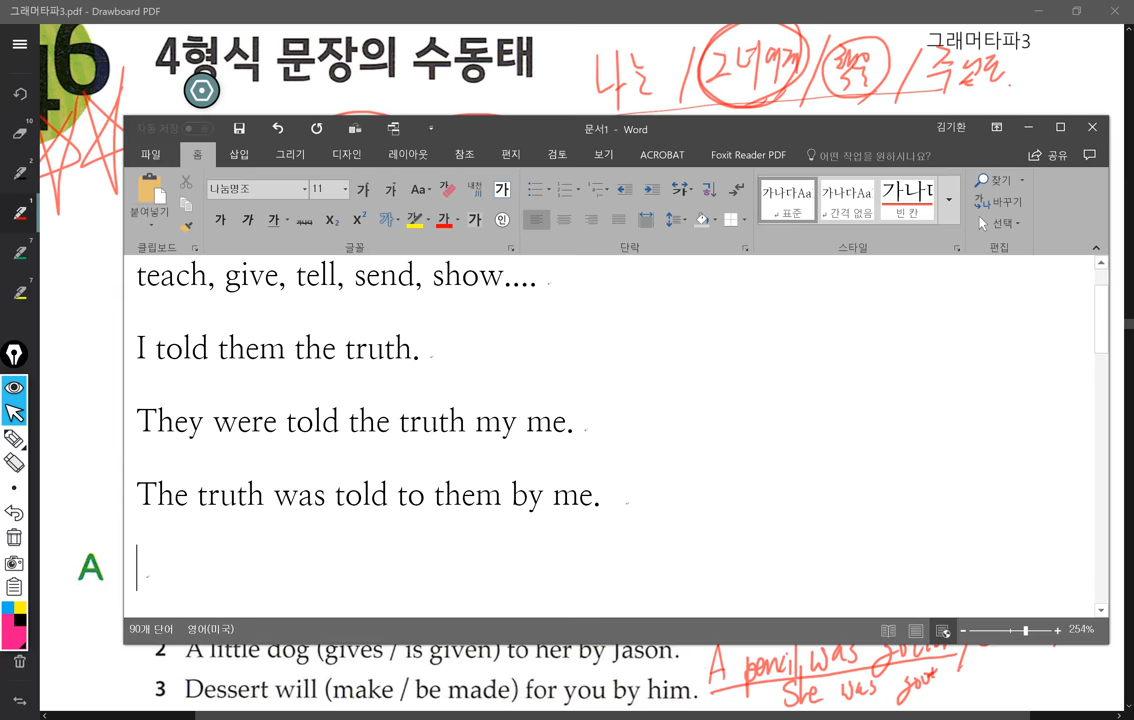 그래머타파3.pdf - Drawboard PDF
46 4형식 문장의 수동태
그래머타파3
나는 / 그녀에게 / 책을 / 주었다.
자동 저장
문서1 - Word
김기환
파일 홈 삽입 그리기 디자인 레이아웃 참조 편지 검토 보기 ACROBAT Foxit Reader PDF 어떤 작업을 원하시나요? 공유
붙여넣기
나눔명조 11
가나다Aa 가나다Aa 가나다
표준 간격 없음 빈 칸
찾기
바꾸기
선택
클립보드 글꼴 단락 스타일 편집
teach, give, tell, send, show....
I told them the truth.
They were told the truth my me.
The truth was told to them by me.
A
90개 단어 영어(미국) 254%
2 A little dog (gives / is given) to her by Jason.
3 Dessert will (make / be made) for you by him.
A pencil was
She was